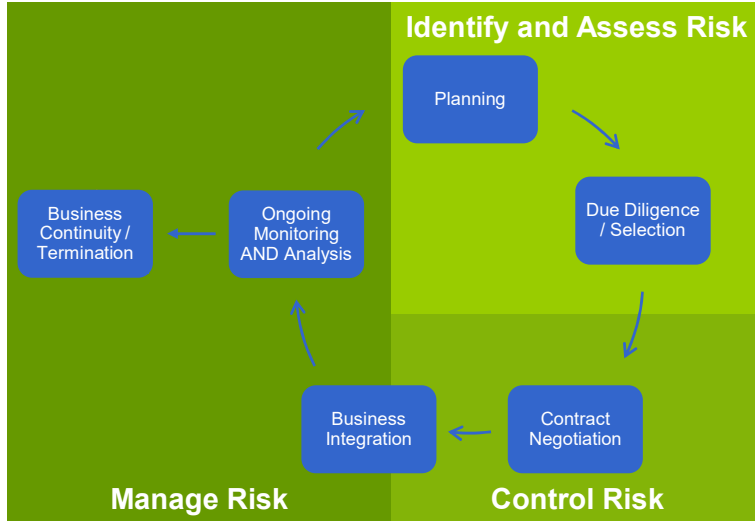 Identify and Assess Risk
Planning
Due Diligence
/ Selection
Business
Continuity /
Termination
Ongoing
Monitoring
AND Analysis
Business
Integration
Contract
Negotiation
Manage Risk
Control Risk